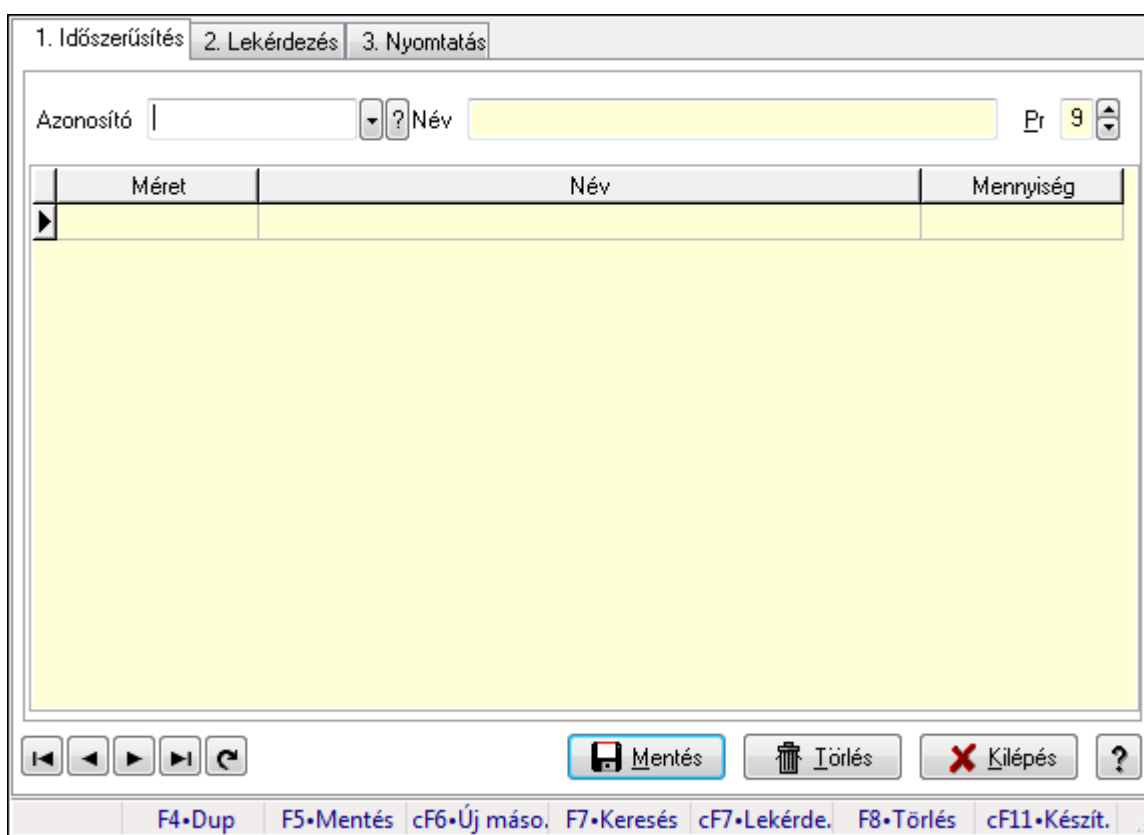 1. Időszerűsítés 2. Lekérdezés 3. Nyomtatás
Azonosító ? Név Pr 9
Méret Név Mennyiség
Mentés Törlés Kilépés ?
F4•Dup F5•Mentés cF6•Új máso. F7•Keresés cF7•Lekérde. F8•Törlés cF11•Készít.